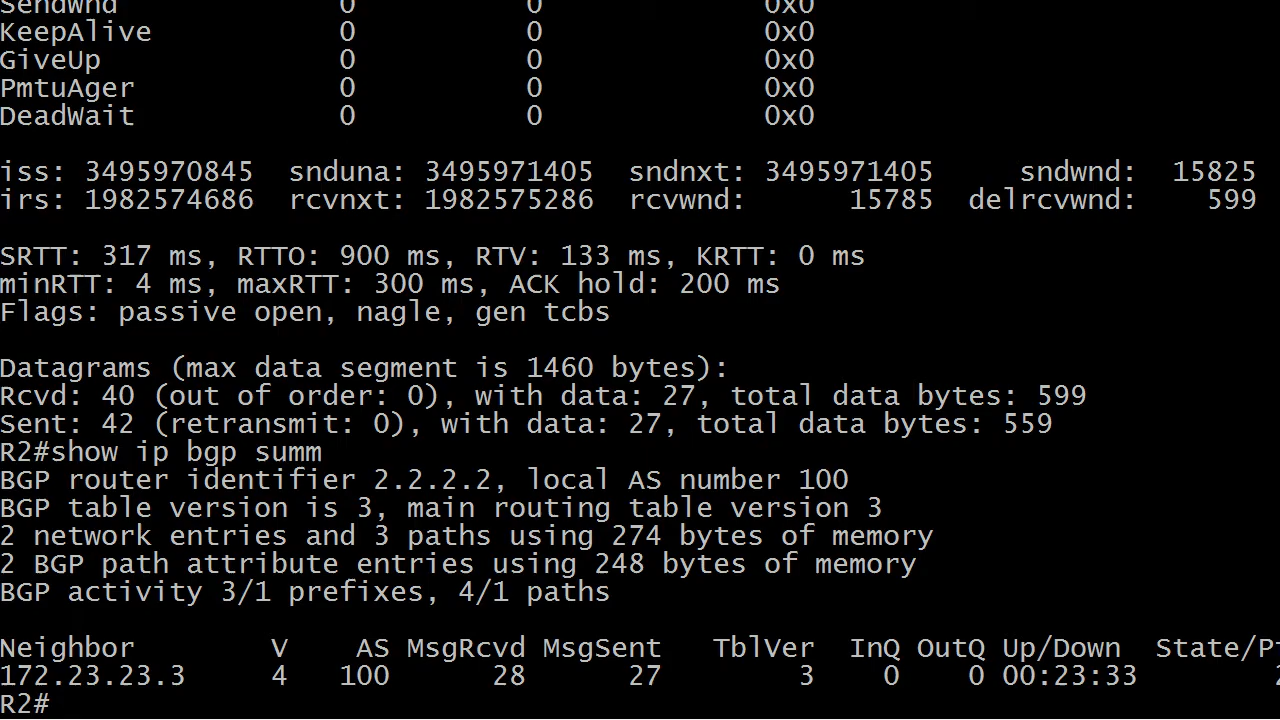 SendWnd 0 0 0x0
KeepAlive 0 0 0x0
GiveUp 0 0 0x0
PmtuAger 0 0 0x0
DeadWait 0 0 0x0
iss: 3495970845 snduna: 3495971405 sndnxt: 3495971405 sndwnd: 15825
irs: 1982574686 rcvnxt: 1982575286 rcvwnd: 15785 delrcvwnd: 599
SRTT: 317 ms, RTTO: 900 ms, RTV: 133 ms, KRTT: 0 ms
minRTT: 4 ms, maxRTT: 300 ms, ACK hold: 200 ms
Flags: passive open, nagle, gen tcbs
Datagrams (max data segment is 1460 bytes):
Rcvd: 40 (out of order: 0), with data: 27, total data bytes: 599
Sent: 42 (retransmit: 0), with data: 27, total data bytes: 559
R2#show ip bgp summ
BGP router identifier 2.2.2.2, local AS number 100
BGP table version is 3, main routing table version 3
2 network entries and 3 paths using 274 bytes of memory
2 BGP path attribute entries using 248 bytes of memory
BGP activity 3/1 prefixes, 4/1 paths
Neighbor V AS MsgRcvd MsgSent TblVer InQ OutQ Up/Down State/Pf
172.23.23.3 4 100 28 27 3 0 0 00:23:33 2
R2#